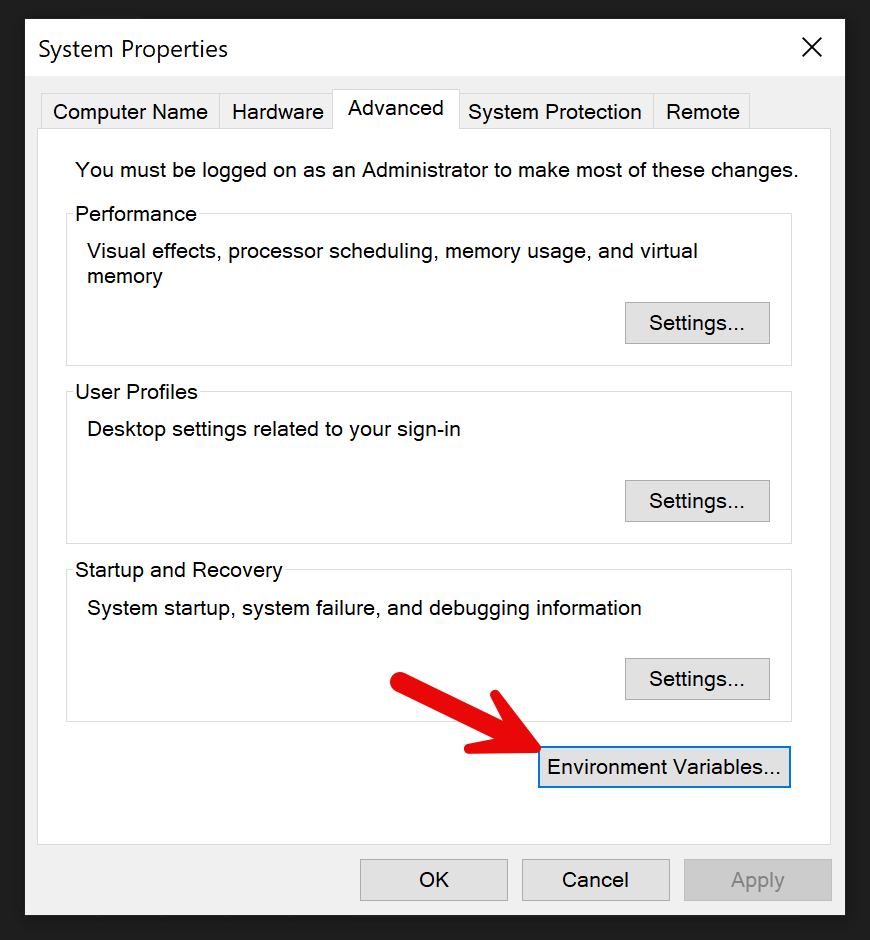 System Properties
Computer Name
Hardware
Advanced
System Protection
Remote
You must be logged on as an Administrator to make most of these changes.
Performance
Visual effects, processor scheduling, memory usage, and virtual
memory
Settings...
User Profiles
Desktop settings related to your sign-in
Settings...
Startup and Recovery
System startup, system failure, and debugging information
Settings...
Environment Variables...
OK
Cancel
Apply